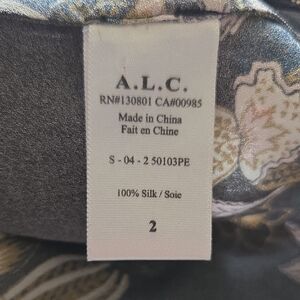 A.L.C.
RN#130801 CA#00985
Made in China
Fait en Chine
S - 04 - 2 50103PE
100% Silk / Soie
2